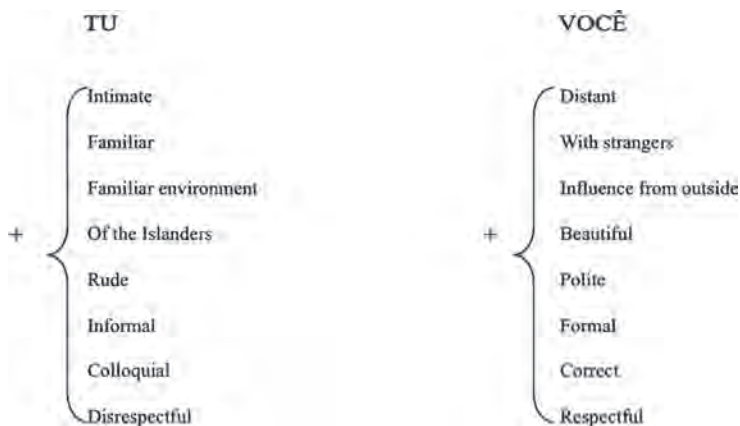 TU
Intimate
Familiar
Familiar environment
+ Of the Islanders
Rude
Informal
Colloquial
Disrespectful
VOCÊ
Distant
With strangers
Influence from outside
+ Beautiful
Polite
Formal
Correct
Respectful